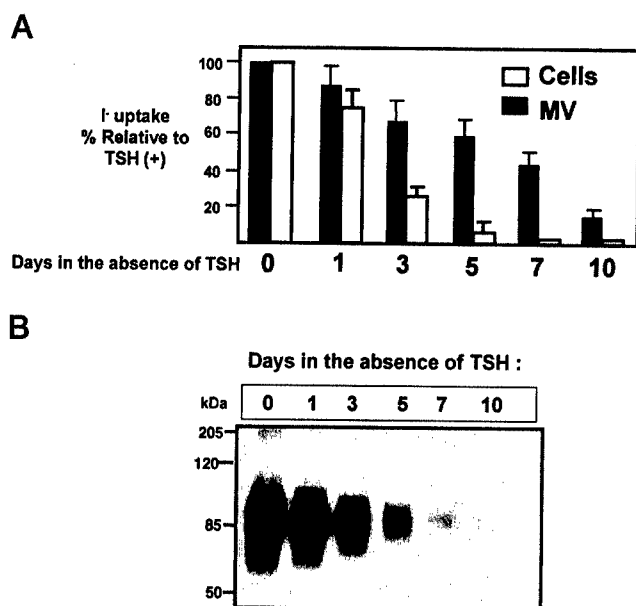 A
100
80
60
40
20
I- uptake
% Relative to
TSH (+)
Cells
MV
Days in the absence of TSH 0 1 3 5 7 10
B
Days in the absence of TSH :
kDa 0 1 3 5 7 10
205
120
85
50